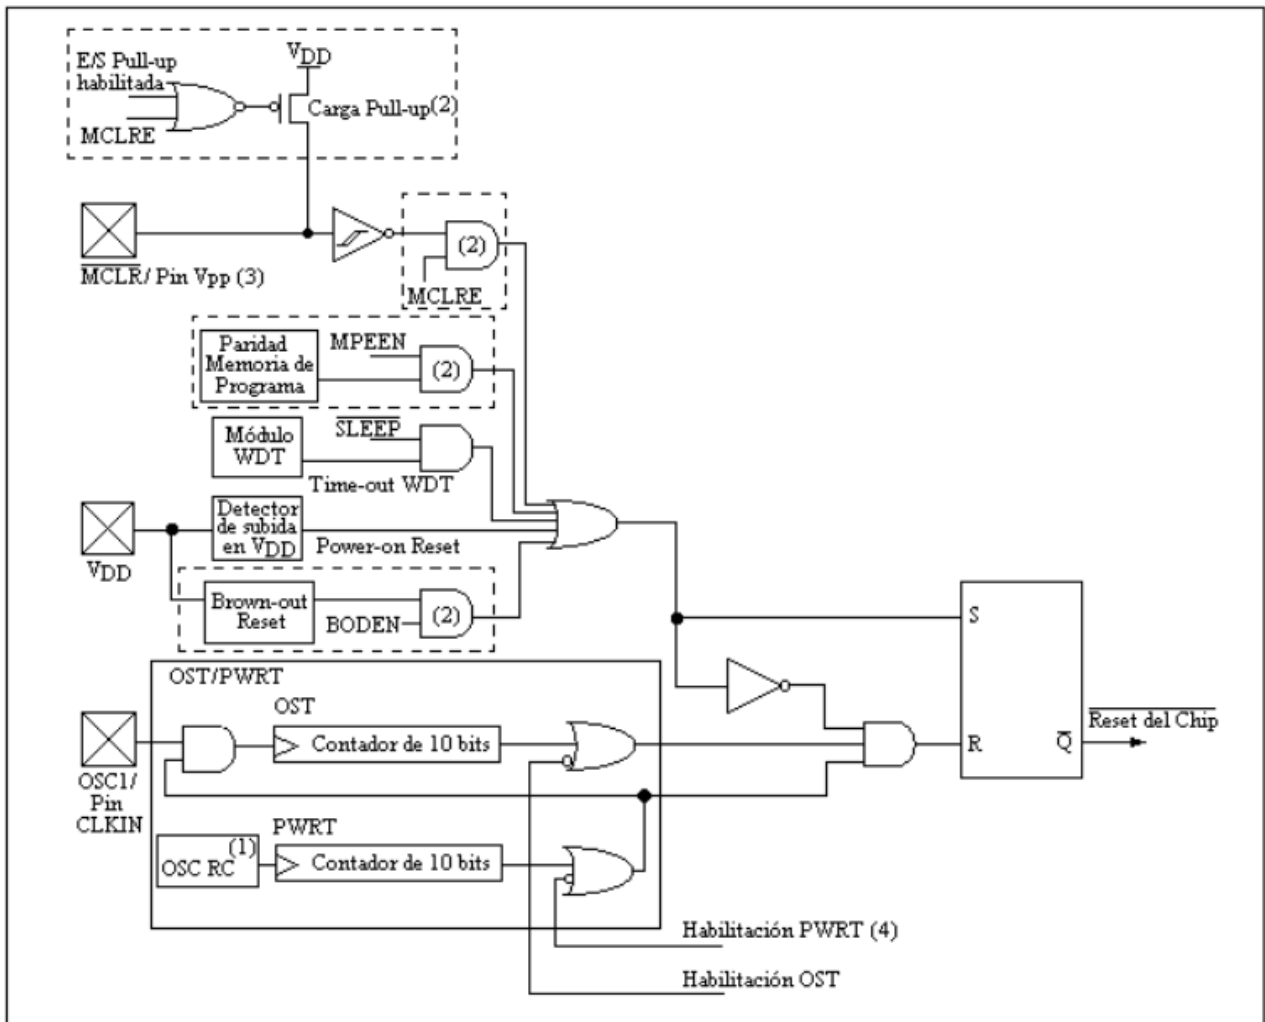 E/S Pull-up
habilitada
VDD
Carga Pull-up(2)
MCLRE
(2)
MCLRE
MCLR/ Pin Vpp (3)
Paridad
Memoria de
Programa
MPEEN
(2)
Módulo
WDT
SLEEP
Time-out WDT
Detector
de subida
en VDD
Power-on Reset
VDD
Brown-out
Reset
BODEN
(2)
S
R
Q
Reset del Chip
OST/PWRT
OST
Contador de 10 bits
OSC1/
Pin
CLKIN
PWRT
(1)
OSC RC
Contador de 10 bits
Habilitación PWRT (4)
Habilitación OST